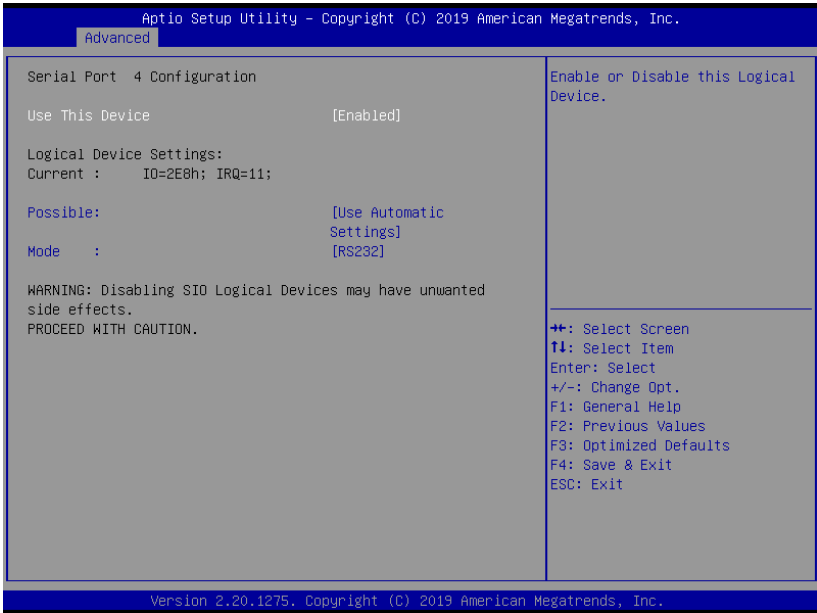 Aptio Setup Utility – Copyright (C) 2019 American Megatrends, Inc.
Advanced
Serial Port  4 Configuration
Use This Device [Enabled]
Logical Device Settings:
Current : IO=2E8h; IRQ=11;
Possible: [Use Automatic
Settings]
Mode : [RS232]
WARNING: Disabling SIO Logical Devices may have unwanted
side effects.
PROCEED WITH CAUTION.
Enable or Disable this Logical
Device.
→←: Select Screen
↑↓: Select Item
Enter: Select
+/-: Change Opt.
F1: General Help
F2: Previous Values
F3: Optimized Defaults
F4: Save & Exit
ESC: Exit
Version 2.20.1275. Copyright (C) 2019 American Megatrends, Inc.